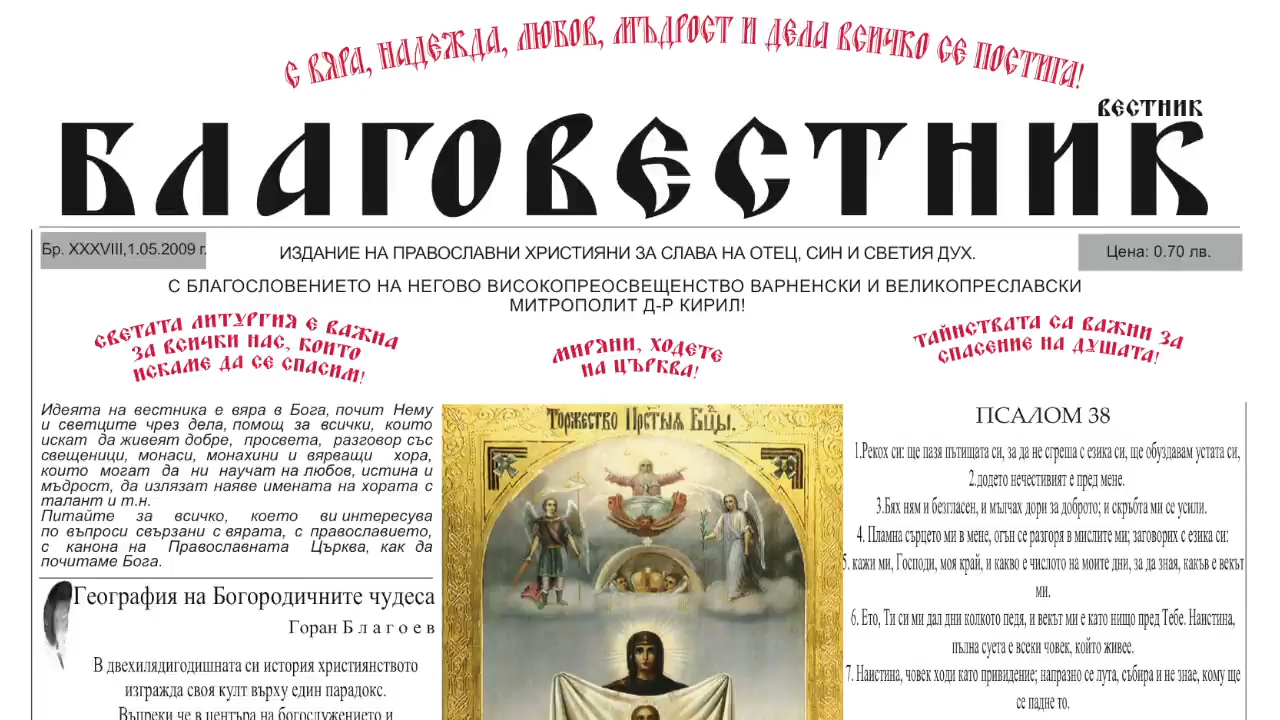 С ВЯРА, НАДЕЖДА, ЛЮБОВ, МЪДРОСТ И ДЕЛА ВСИЧКО СЕ ПОСТИГА!
ВЕСТНИК
БЛАГОВЕСТНИК
Бр. XXXVIII,1.05.2009 г.
ИЗДАНИЕ НА ПРАВОСЛАВНИ ХРИСТИЯНИ ЗА СЛАВА НА ОТЕЦ, СИН И СВЕТИЯ ДУХ.
Цена: 0.70 лв.
С БЛАГОСЛОВЕНИЕТО НА НЕГОВО ВИСОКОПРЕОСВЕЩЕНСТВО ВАРНЕНСКИ И ВЕЛИКОПРЕСЛАВСКИ
МИТРОПОЛИТ Д-Р КИРИЛ!
СВЕТАТА ЛИТУРГИЯ Е ВАЖНА
ЗА ВСИЧКИ НАС, КОИТО
ИСКАМЕ ДА СЕ СПАСИМ!
МИРЯНИ, ХОДЕТЕ
НА ЦЪРКВА!
ТАЙНСТВАТА СА ВАЖНИ ЗА
СПАСЕНИЕ НА ДУШАТА!
Идеята на вестника е вяра в Бога, почит Нему
и светците чрез дела, помощ за всички, които
искат да живеят добре, просвета, разговор със
свещеници, монаси, монахини и вярващи хора,
които могат да ни научат на любов, истина и
мъдрост, да излязат наяве имената на хората с
талант и т.н.
Питайте за всичко, което ви интересува
по въпроси свързани с вярата, с православието,
с канона на Православната Църква, как да
почитаме Бога.
География на Богородичните чудеса
Горан Б л а г о е в
В двехилядигодишната си история християнството
изгражда своя култ върху един парадокс.
Въпреки че в центъра на богослужението и
Торжество Прстыѧ Бцы.
ПСАЛОМ 38
1.Рекох си: ще пазя пътищата си, за да не сгреша с езика си, ще обуздавам устата си,
2.додето нечестивият е пред мене.
3.Бях ням и безгласен, и мълчах дори за доброто; и скръбта ми се усили.
4. Пламна сърцето ми в мене, огън се разгоря в мислите ми; заговорих с езика си:
5. кажи ми, Господи, моя край, и какво е числото на моите дни, за да зная, какъв е векът
ми.
6. Ето, Ти си ми дал дни колкото педя, и векът ми е като нищо пред Тебе. Наистина,
пълна суета е всеки човек, който живее.
7. Наистина, човек ходи като привидение; напразно се лута, събира и не знае, кому ще
се падне то.